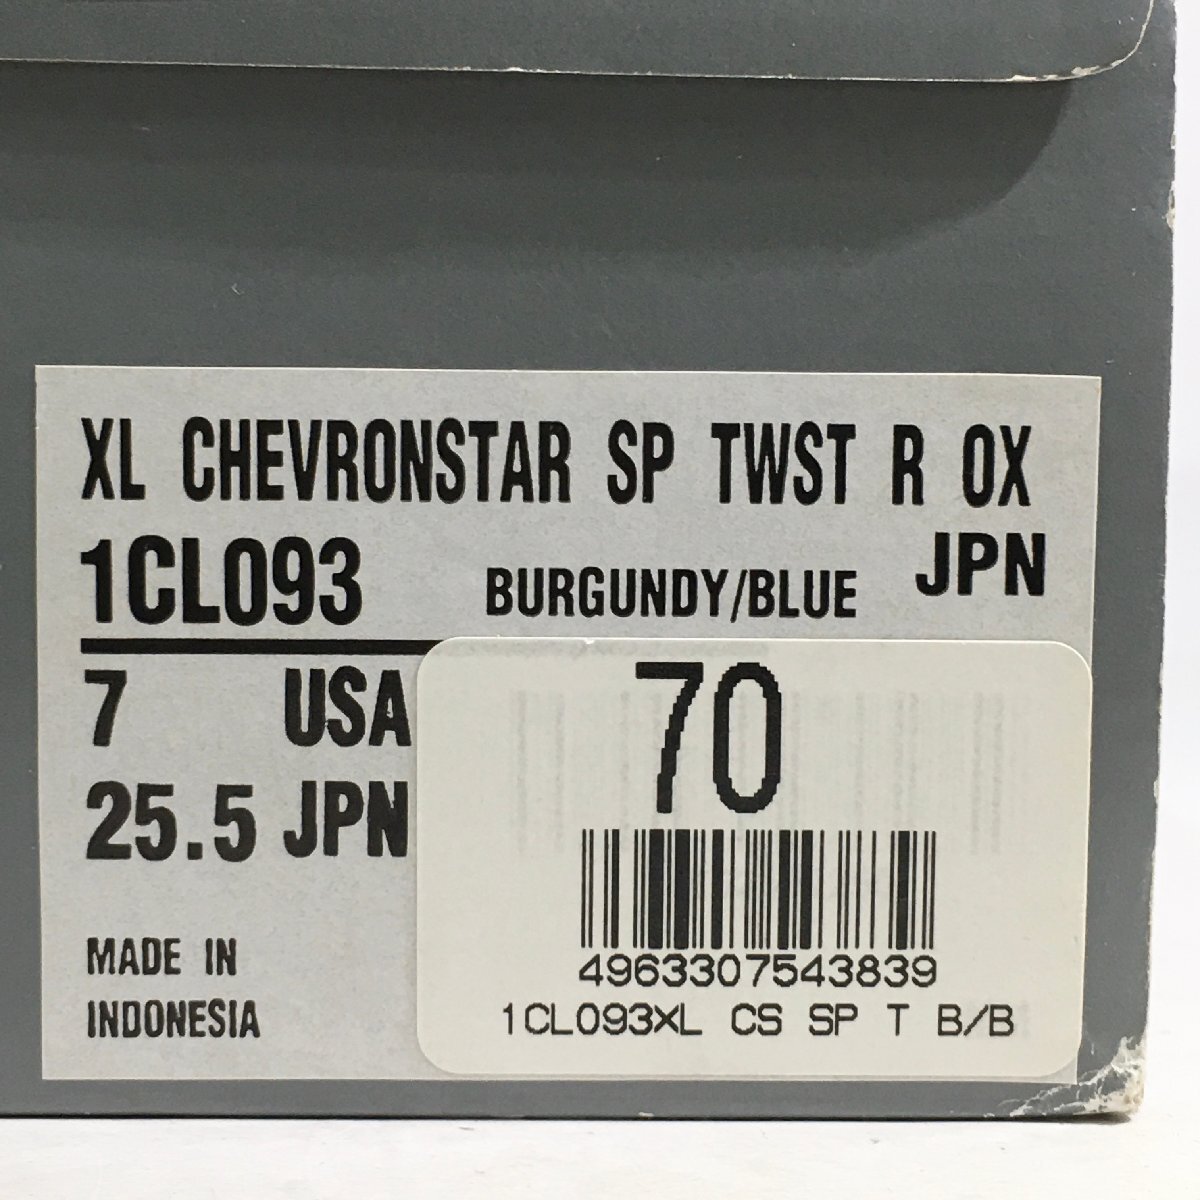 XL CHEVRONSTAR SP TWST R OX
1CL093 BURGUNDY/BLUE JPN
7 USA
25.5 JPN
MADE IN
INDONESIA
70
4963307543839
1CL093XL CS SP T B/B